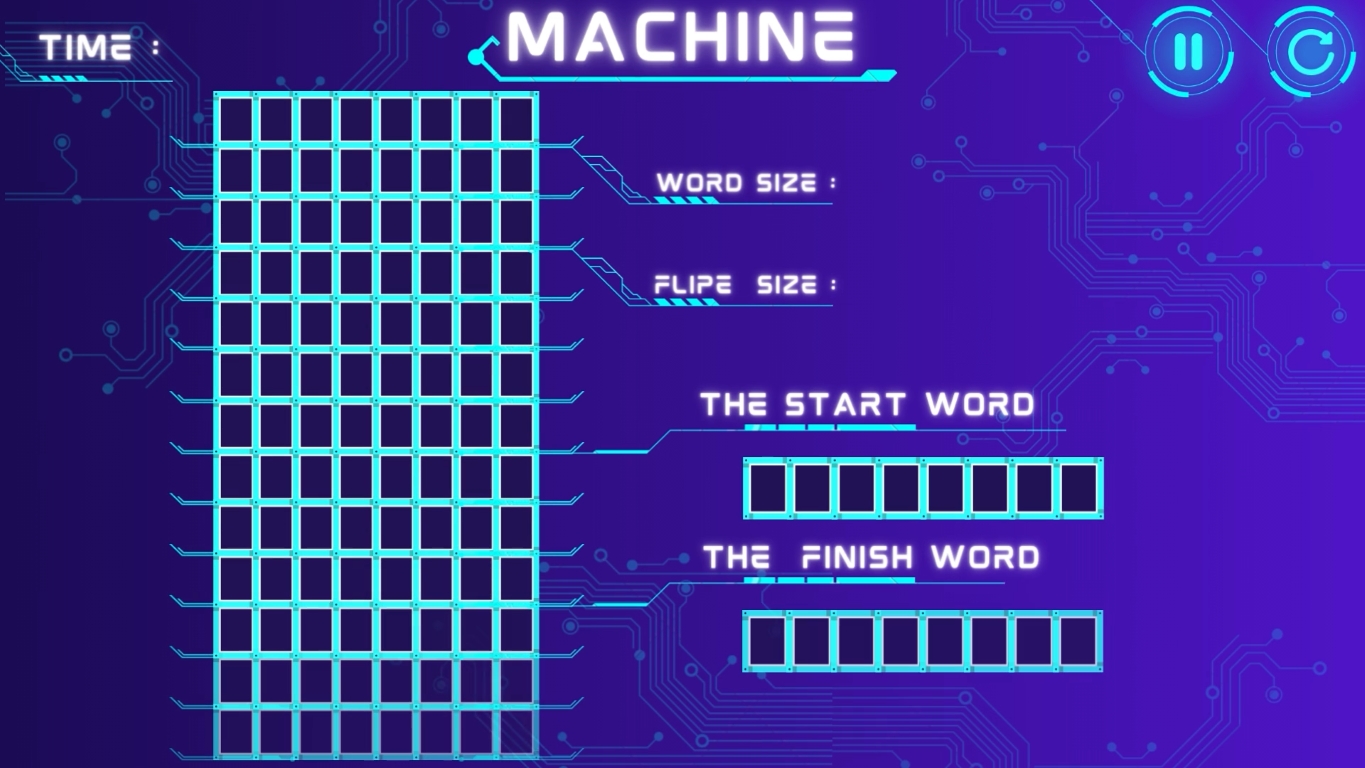 MACHINE
TIME :
WORD SIZE :
FLIPE SIZE :
THE START WORD
THE FINISH WORD